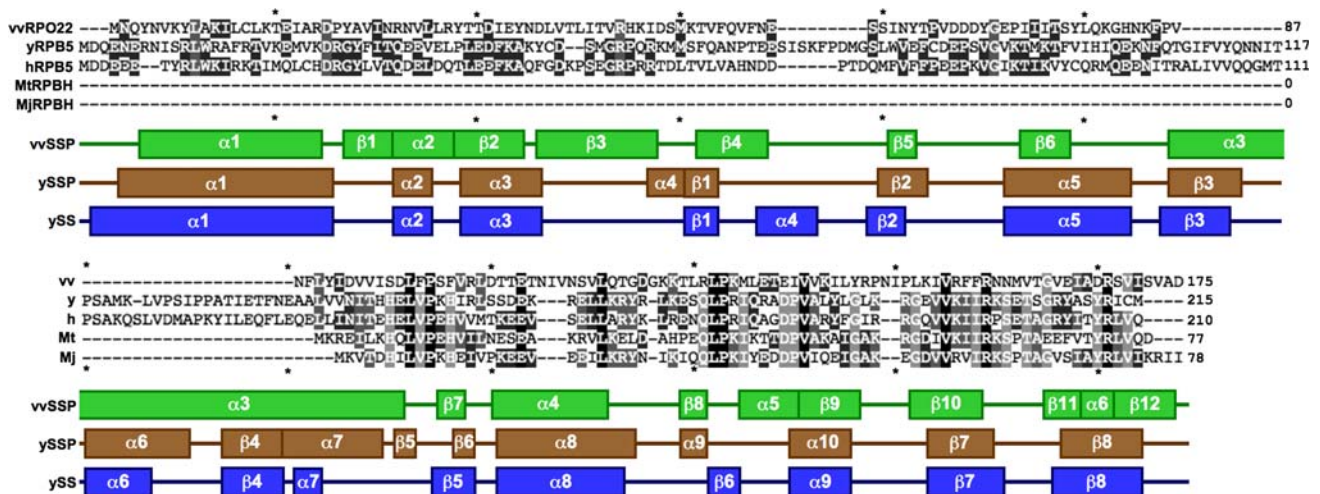 * * * * *
vvRPO22 ---MNQYNVKYLAKILCLKTEIARDPYAVINRNVLLRYTTDIEYNDLVTLITVRHKIDSMKTVFQVFNE-----------SSINYTPVDDDYGEPIIITSYLQKGHNKFPV----------87
yRPB5 MDQENERNISRLWRAFRTVKEMVKDRGYFITQEEVELPLEDFKAKYCD--SMGRPQRKMMSFQANPTEESISKFPDMGSLWVEFCDEPSVGVKTMKTFVIHIQEKNFQTGIFVYQNNIT 117
hRPB5 MDDEEE--TYRLWKIRKTIMQLCHDRGYLVTQDELDQTLEEFKAQFGDKPSEGRPRRTDLTVLVAHNDD------PTDQMFVFFPEEPKVGIKTIKVYCQRMQEENITRALIVVQQGMT 111
MtRPBH 0
MjRPBH 0
* * * * *
vvSSP α1 β1 α2 β2 β3 β4 β5 β6 α3
ySSP α1 α2 α3 α4 β1 β2 α5 β3
ySS α1 α2 α3 β1 α4 β2 α5 β3
* * * * * *
vv ---------------------NFLYIDVVISDLFPSFVRLDTTETNIVNSVLQTGDGKKTLRLPKMLETEIVVKILYRPNIPLKIVRFFRNNMVTGVEIADRSVISVAD 175
y PSAMK-LVPSIPPATIETFNEAALVVNITHHELVPKHIRLSSDEK---RELLKRYR-LKESQLPRIQRADPVALYLGLK--RGEVVKIIRKSETSGRYASYRICM- 215
h PSAKQSLVDMAPKYILEQFLEQELLINITEHELVPEHVVMTKEEV---SELLARYK-LRENQLPRIQAGDPVARYFGIK--RGQVVKIIRPSETAGRYITYRLVQ- 210
Mt ---------------------MKREILKHQLVPEHVILNESEA---KRVLKELD-AHPEQLPKIKTTDPVAKAIGAK--RGDIVKIIRKSPTAEEFVTYRLVQD- 77
Mj ----------------------MKVTDHILVPKHEIVPKEEV---EEILKRYN-IKIQQLPKIYEDDPVIQEIGAK--EGDVVRVIRKSPTAGVSIAYRLVIKRII 78
* * * * * *
vvSSP α3 β7 α4 β8 α5 β9 β10 β11 α6 β12
ySSP α6 β4 α7 β5 β6 α8 α9 α10 β7 β8
ySS α6 β4 α7 β5 α8 β6 α9 β7 β8